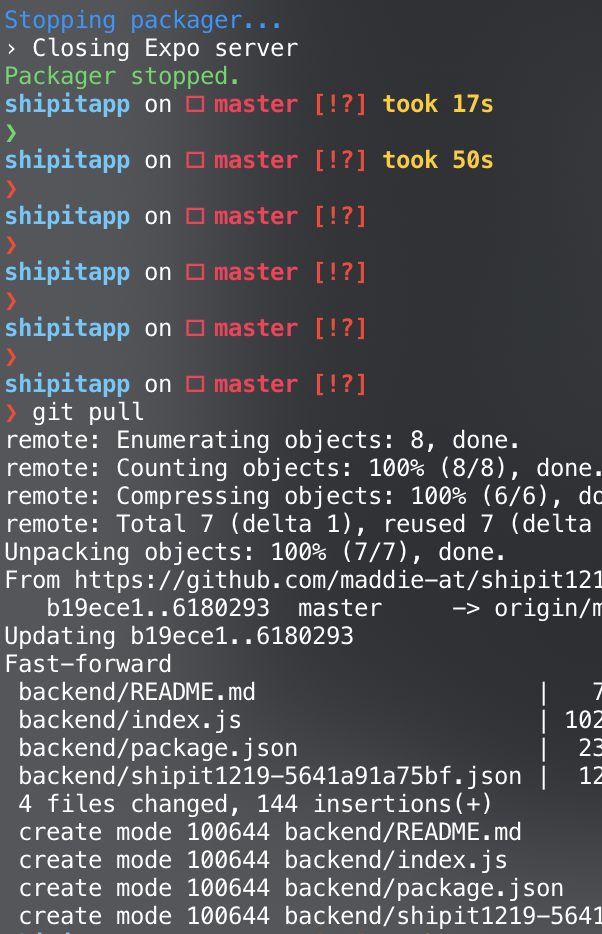 Stopping packager...
› Closing Expo server
Packager stopped.
shipitapp on □ master [!?] took 17s
❯
shipitapp on □ master [!?] took 50s
❯
shipitapp on □ master [!?]
❯
shipitapp on □ master [!?]
❯
shipitapp on □ master [!?]
❯
shipitapp on □ master [!?]
❯ git pull
remote: Enumerating objects: 8, done.
remote: Counting objects: 100% (8/8), done.
remote: Compressing objects: 100% (6/6), do
remote: Total 7 (delta 1), reused 7 (delta
Unpacking objects: 100% (7/7), done.
From https://github.com/maddie-at/shipit121
   b19ece1..6180293  master     -> origin/m
Updating b19ece1..6180293
Fast-forward
 backend/README.md                    |   7
 backend/index.js                     | 102
 backend/package.json                 |  23
 backend/shipit1219-5641a91a75bf.json |  12
 4 files changed, 144 insertions(+)
 create mode 100644 backend/README.md
 create mode 100644 backend/index.js
 create mode 100644 backend/package.json
 create mode 100644 backend/shipit1219-5641